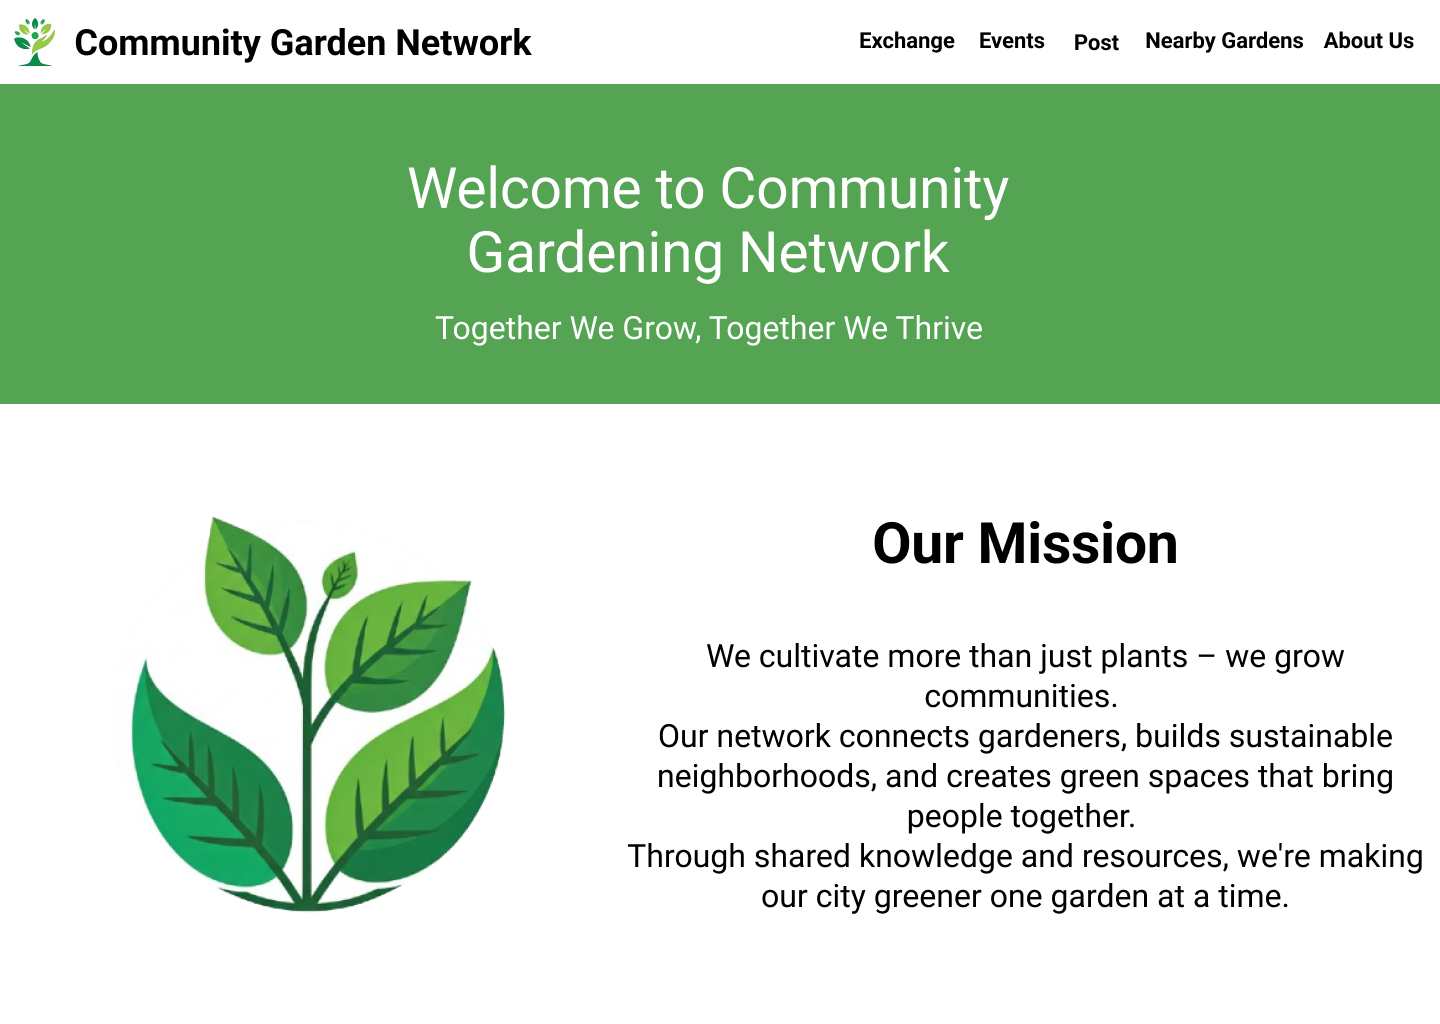 Community Garden Network
Exchange Events Post Nearby Gardens About Us
Welcome to Community
Gardening Network
Together We Grow, Together We Thrive
Our Mission
We cultivate more than just plants – we grow
communities.
Our network connects gardeners, builds sustainable
neighborhoods, and creates green spaces that bring
people together.
Through shared knowledge and resources, we're making
our city greener one garden at a time.